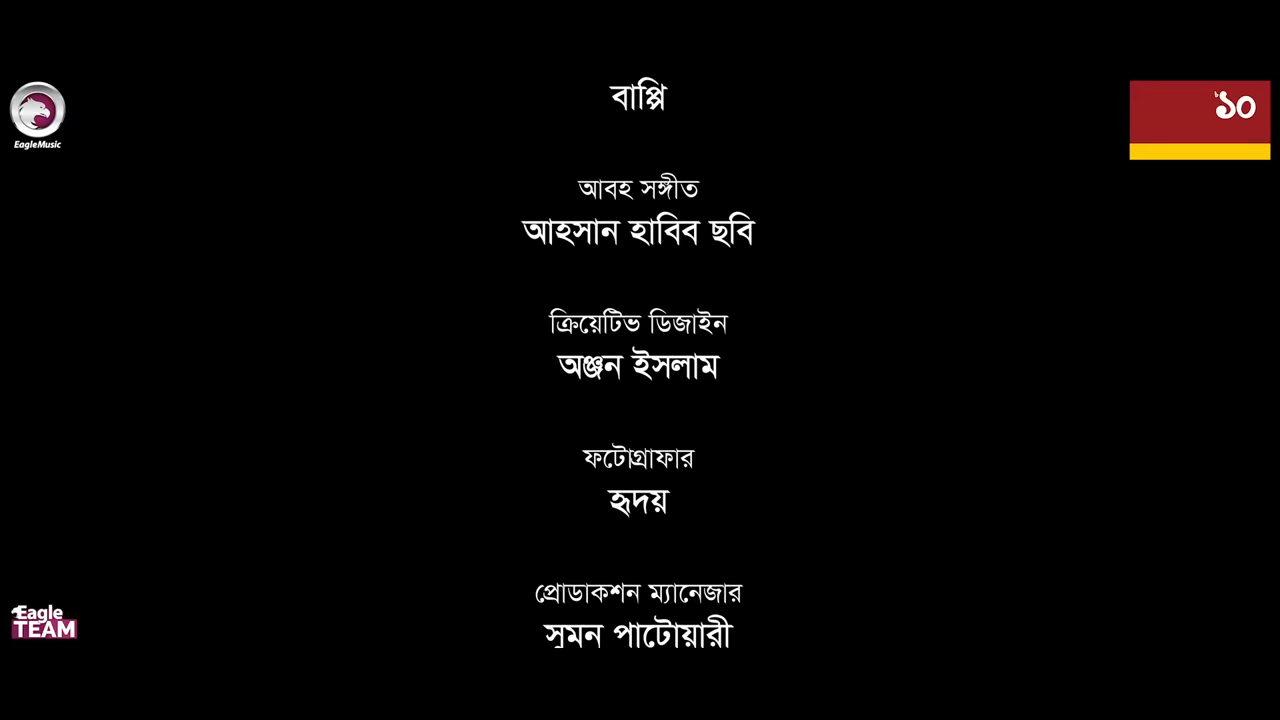 বাপ্পি
EagleMusic
৳১০
আবহ সঙ্গীত
আহসান হাবিব ছবি
ক্রিয়েটিভ ডিজাইন
অঞ্জন ইসলাম
ফটোগ্রাফার
হৃদয়
প্রোডাকশন ম্যানেজার
সুমন পাটোয়ারী
Eagle
TEAM